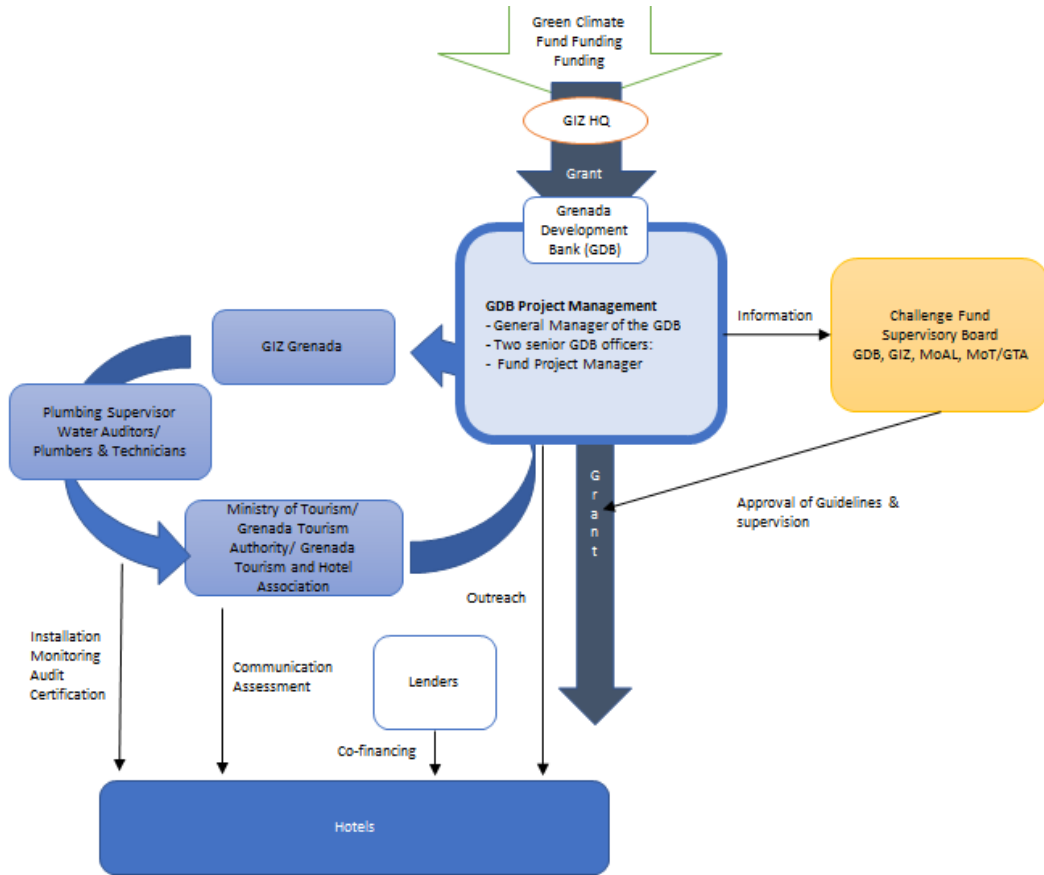 Green Climate
Fund Funding
Funding
GIZ HQ
Grant
Grenada
Development
Bank (GDB)
GDB Project Management
- General Manager of the GDB
- Two senior GDB officers:
- Fund Project Manager
Information
Challenge Fund
Supervisory Board
GDB, GIZ, MoAL, MoT/GTA
GIZ Grenada
Plumbing Supervisor
Water Auditors/
Plumbers & Technicians
Ministry of Tourism/
Grenada Tourism
Authority/ Grenada
Tourism and Hotel
Association
Grant
Approval of Guidelines &
supervision
Outreach
Installation
Monitoring
Audit
Certification
Communication
Assessment
Lenders
Co-financing
Hotels